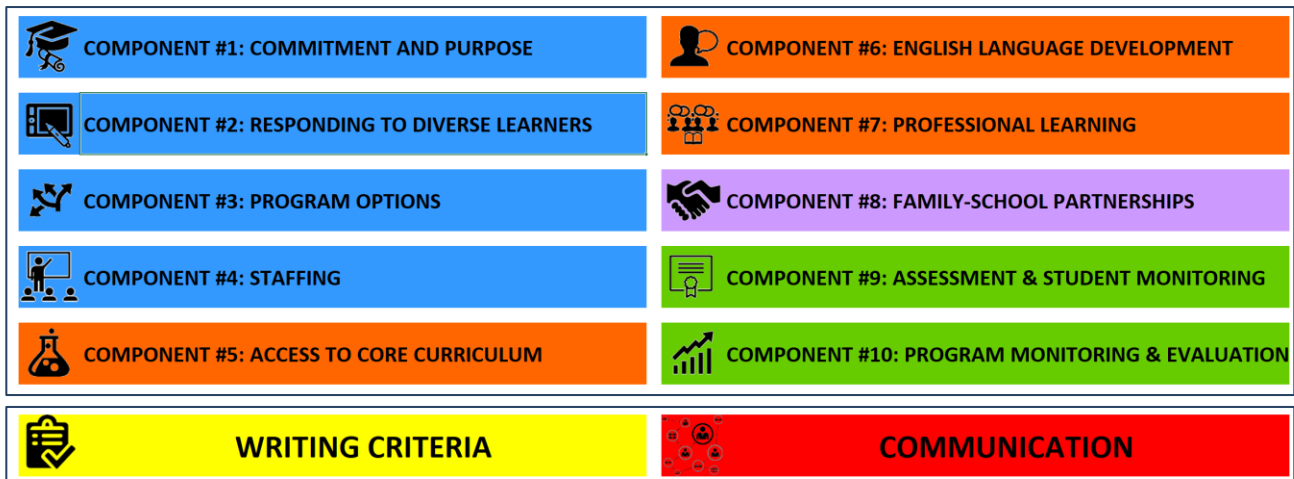 COMPONENT #1: COMMITMENT AND PURPOSE
COMPONENT #2: RESPONDING TO DIVERSE LEARNERS
COMPONENT #3: PROGRAM OPTIONS
COMPONENT #4: STAFFING
COMPONENT #5: ACCESS TO CORE CURRICULUM
COMPONENT #6: ENGLISH LANGUAGE DEVELOPMENT
COMPONENT #7: PROFESSIONAL LEARNING
COMPONENT #8: FAMILY-SCHOOL PARTNERSHIPS
COMPONENT #9: ASSESSMENT & STUDENT MONITORING
COMPONENT #10: PROGRAM MONITORING & EVALUATION
WRITING CRITERIA
COMMUNICATION